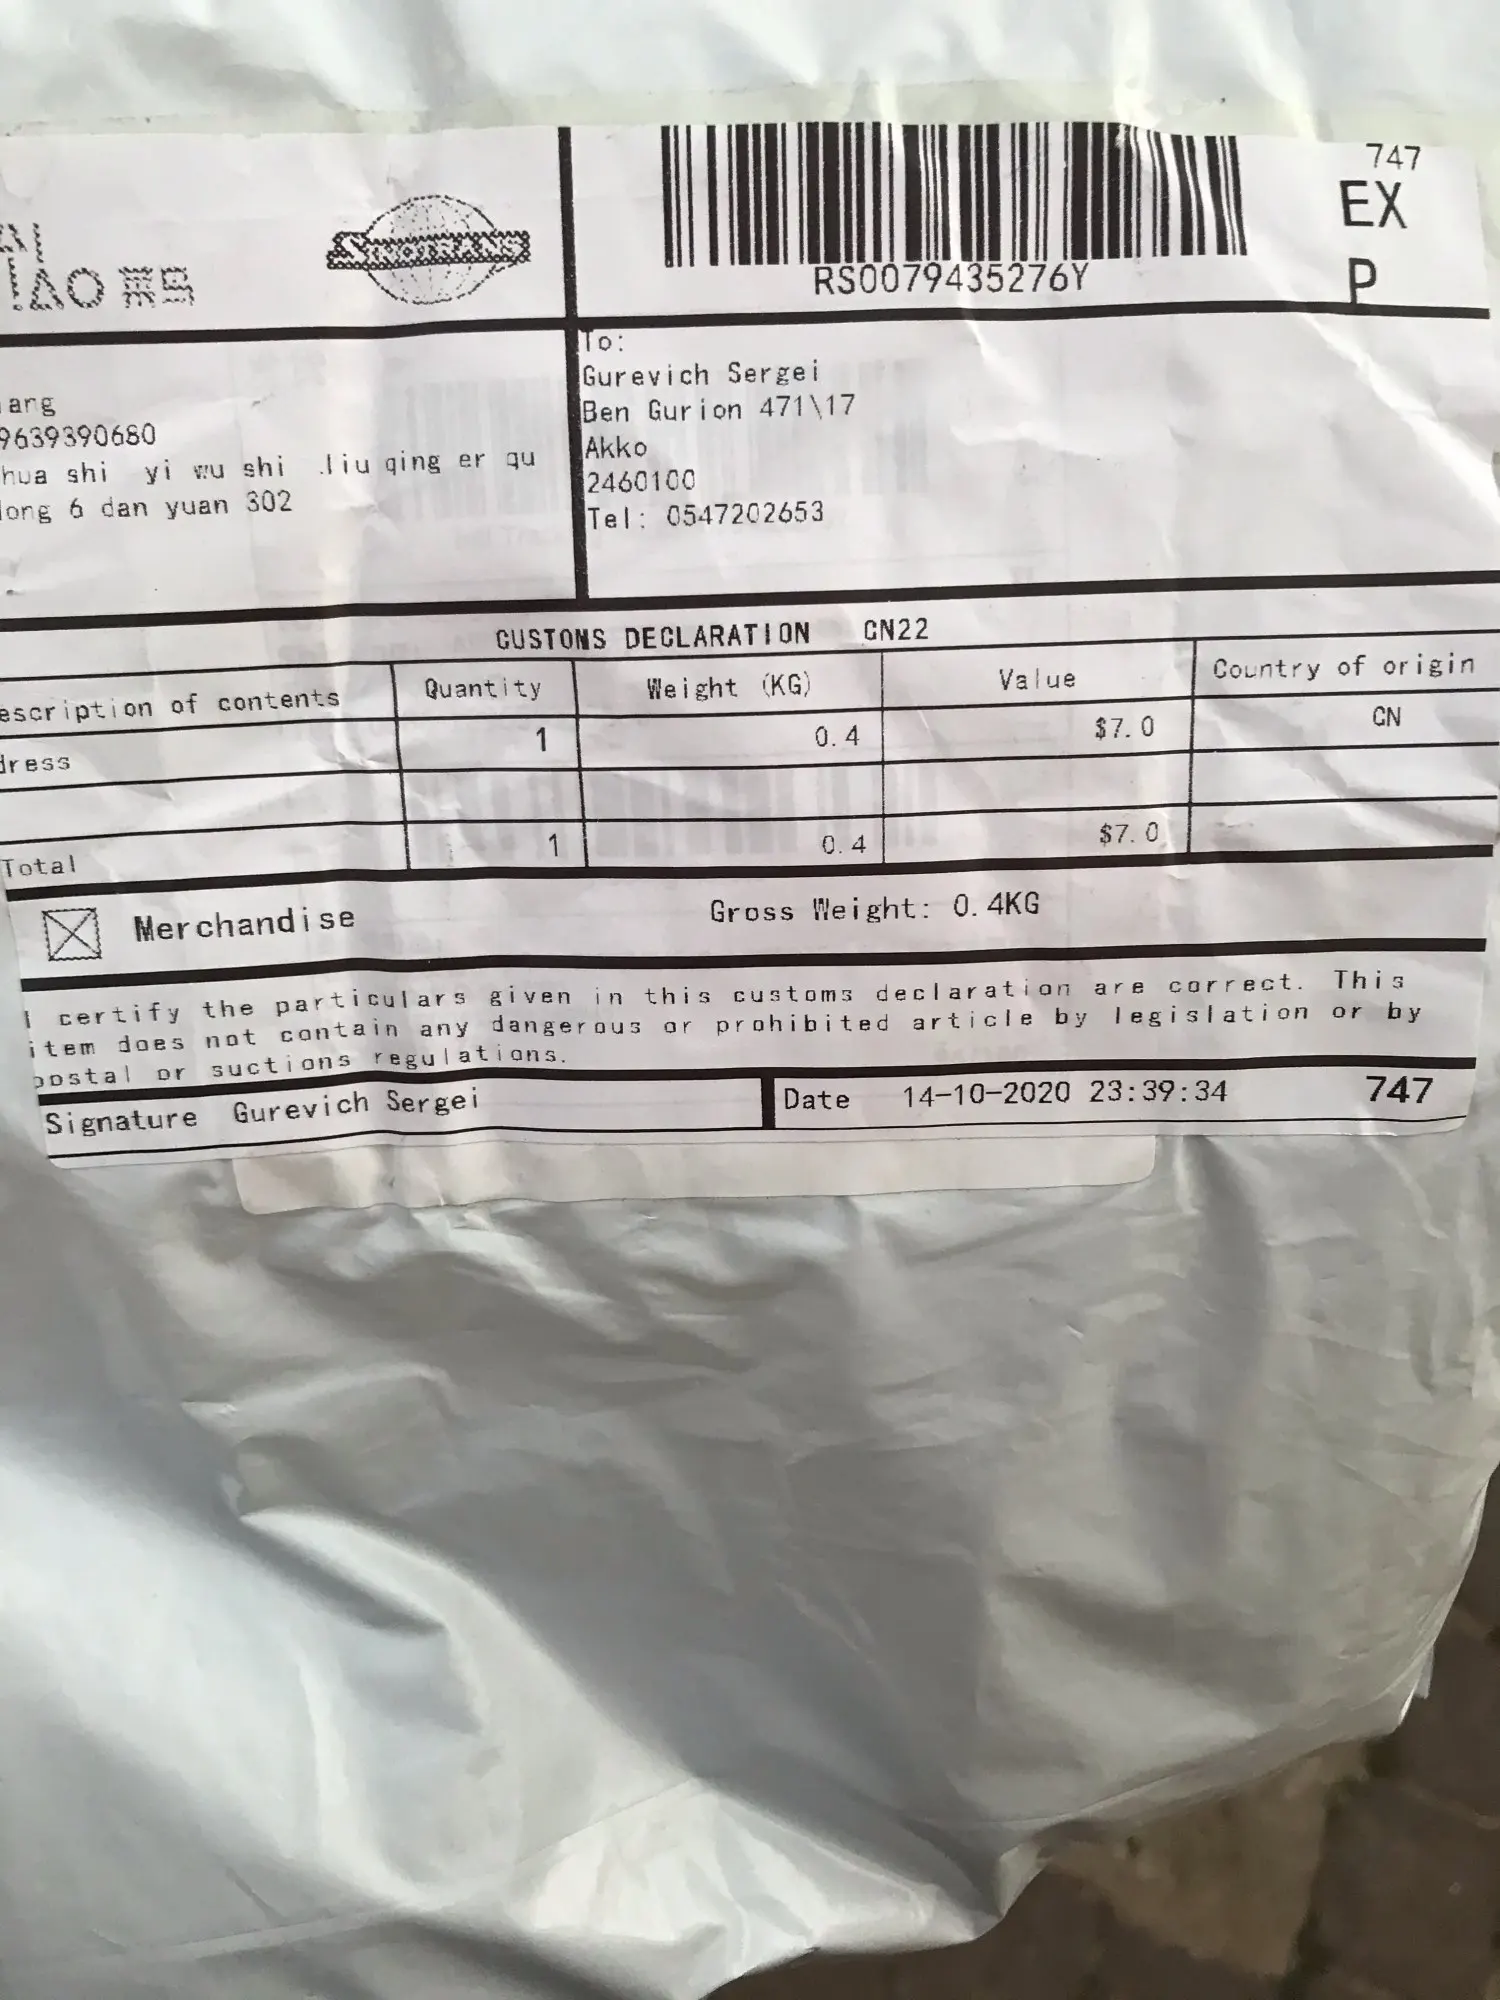 TAO
SINOTRANS
RS0079435276Y
747
EX
P
ang
9639390680
hua shi yi wu shi liu qing er qu
dong 6 dan yuan 302
To:
Gurevich Sergei
Ben Gurion 471\17
Akko
2460100
Tel: 0547202653
CUSTOMS DECLARATION CN22
escription of contents Quantity Weight (KG) Value Country of origin
dress 1 0.4 $7.0 CN
Total 1 0.4 $7.0
Merchandise Gross Weight: 0.4KG
I certify the particulars given in this customs declaration are correct. This
item does not contain any dangerous or prohibited article by legislation or by
postal or suctions regulations.
Signature Gurevich Sergei Date 14-10-2020 23:39:34 747